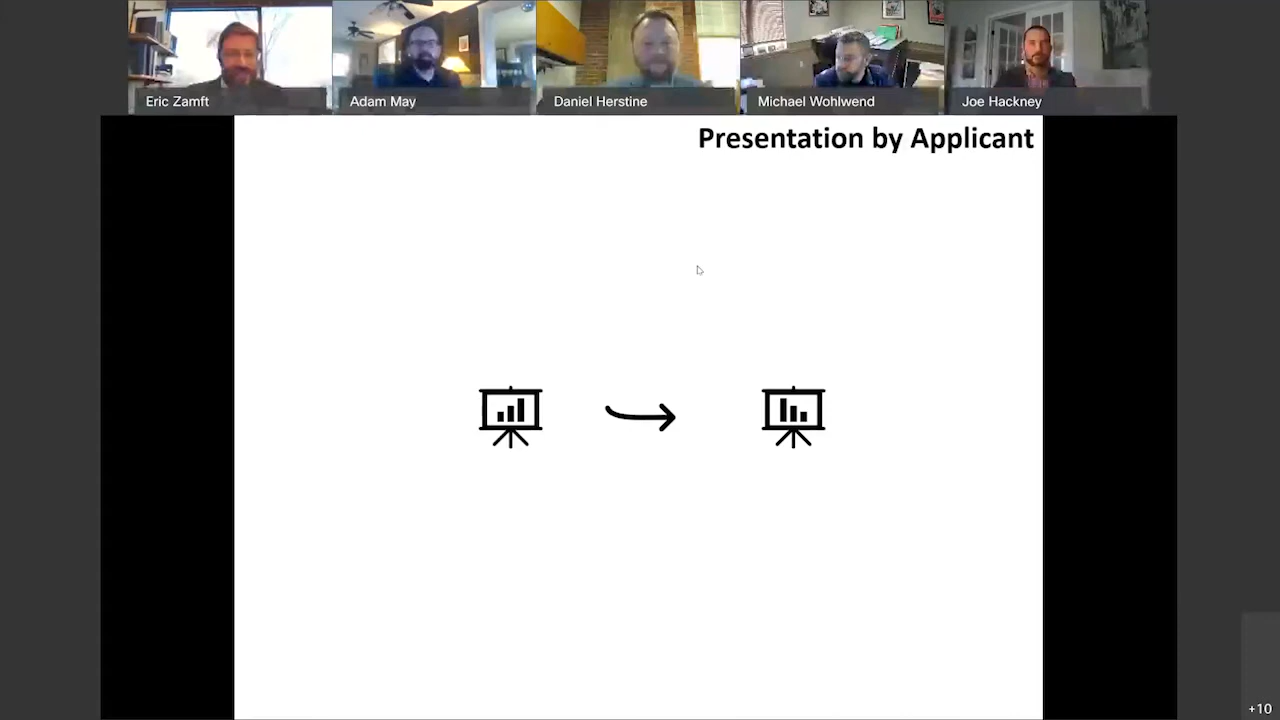 Eric Zamft
Adam May
Daniel Herstine
Michael Wohlwend
Joe Hackney
Presentation by Applicant
+10